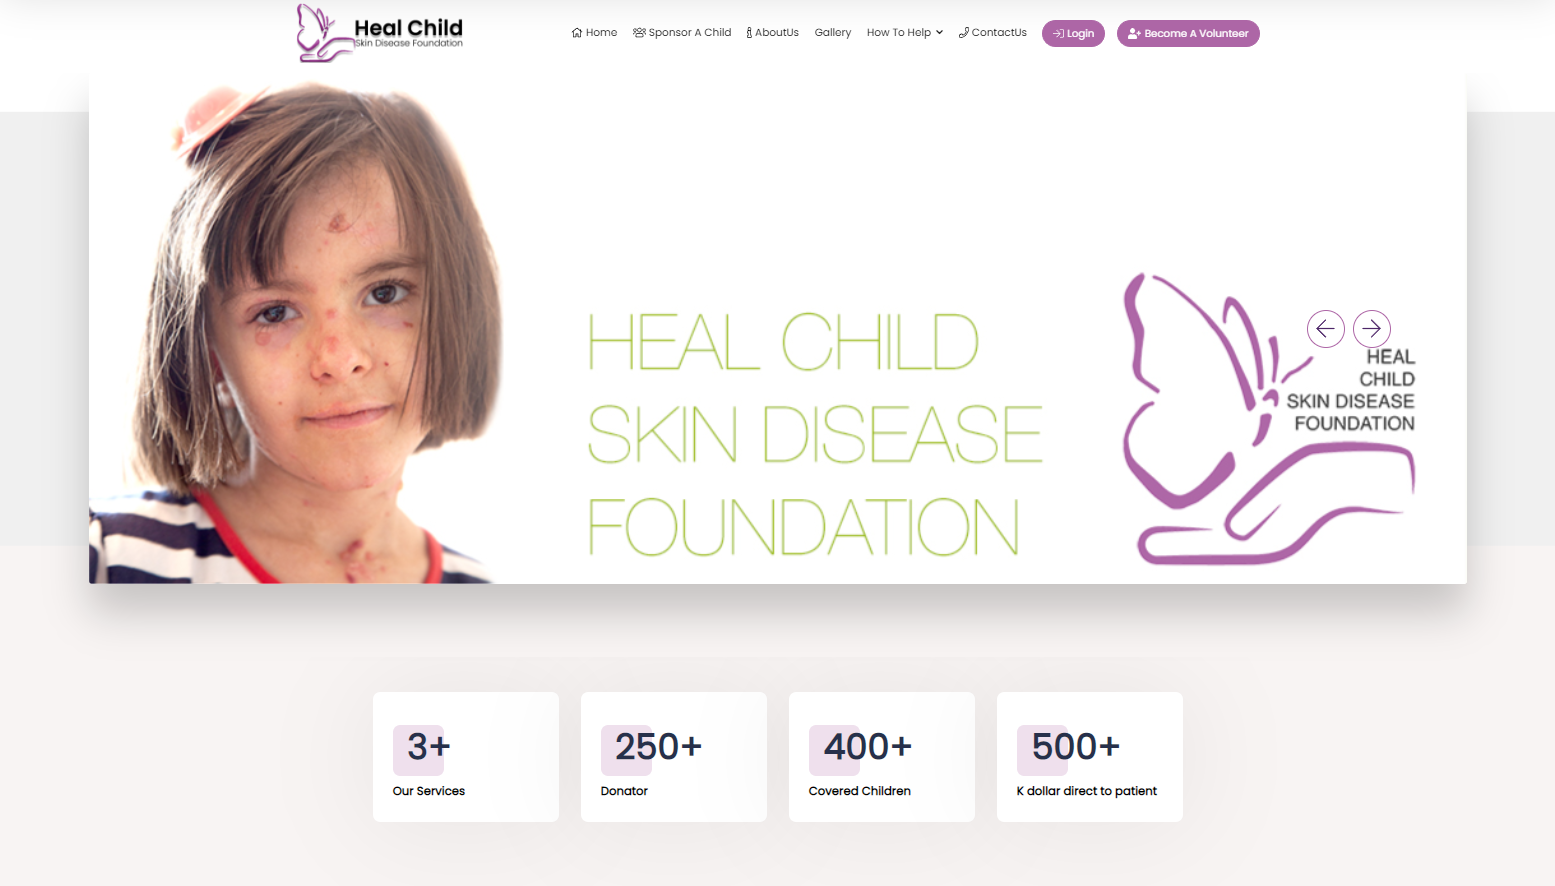 Heal Child
Skin Disease Foundation
Home
Sponsor A Child
AboutUs
Gallery
How To Help
ContactUs
Login
Become A Volunteer
HEAL CHILD
SKIN DISEASE
FOUNDATION
HEAL
CHILD
SKIN DISEASE
FOUNDATION
3+
Our Services
250+
Donator
400+
Covered Children
500+
K dollar direct to patient